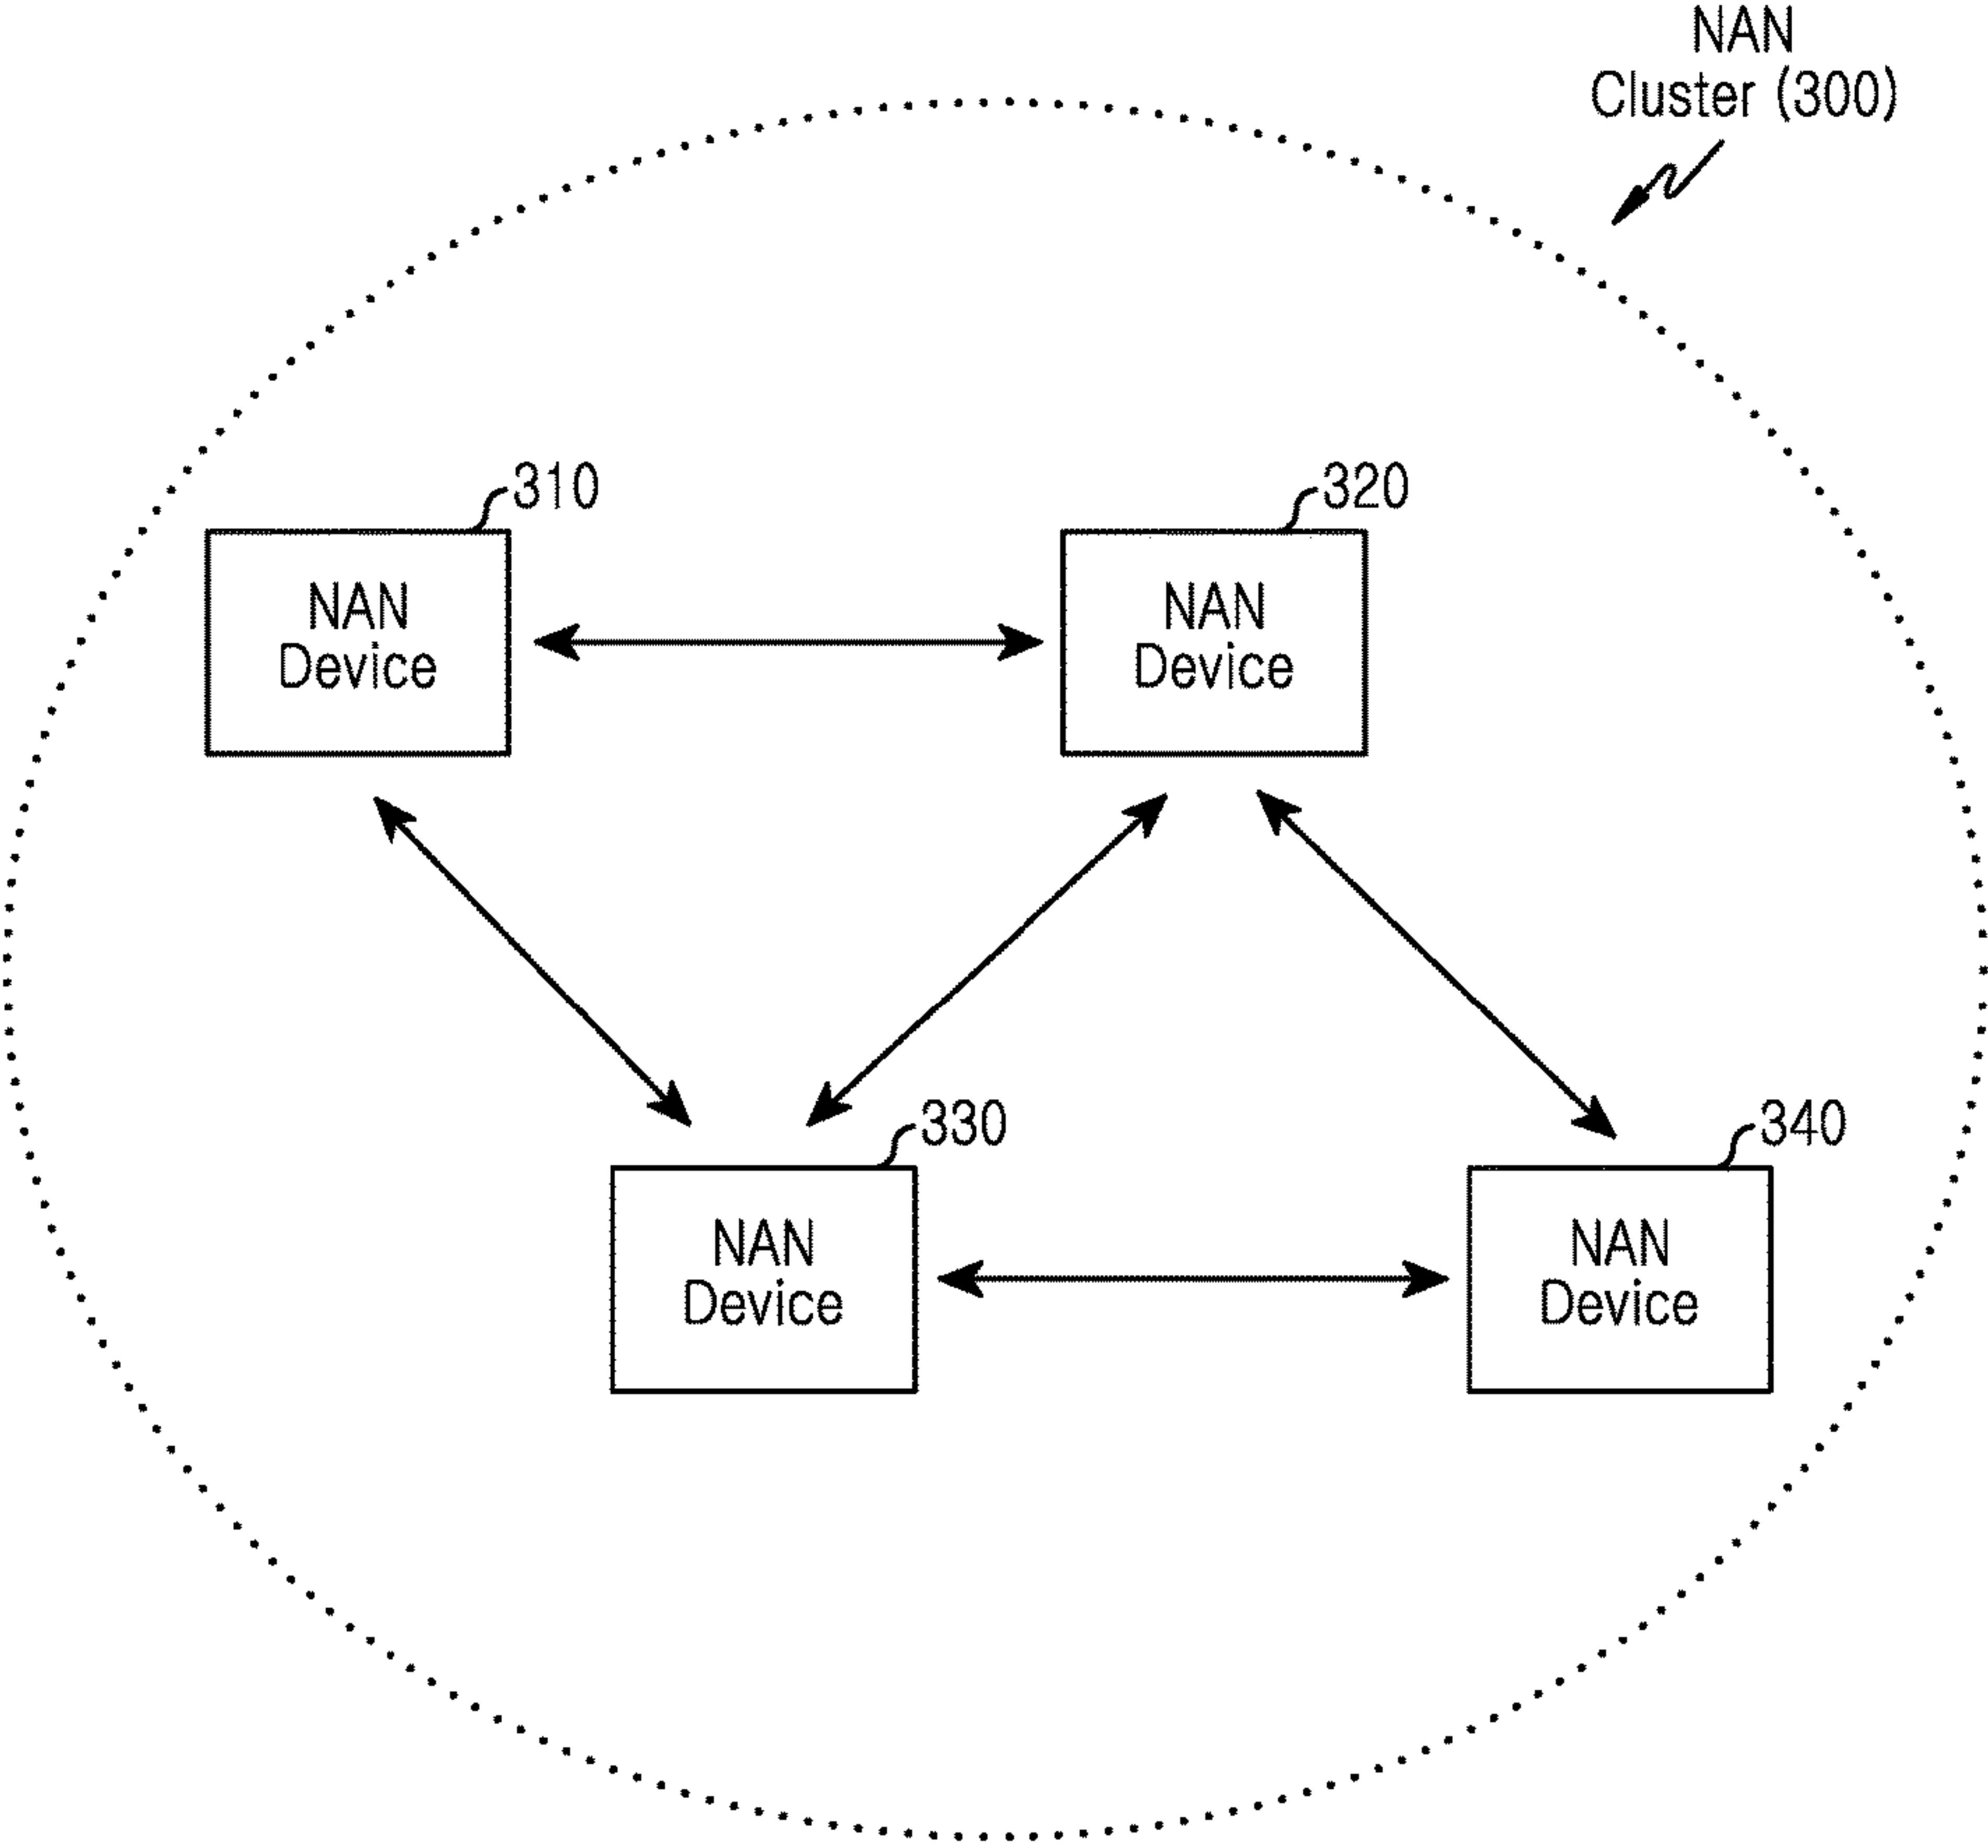 NAN
Cluster (300)
310
320
NAN
Device
NAN
Device
330
340
NAN
Device
NAN
Device